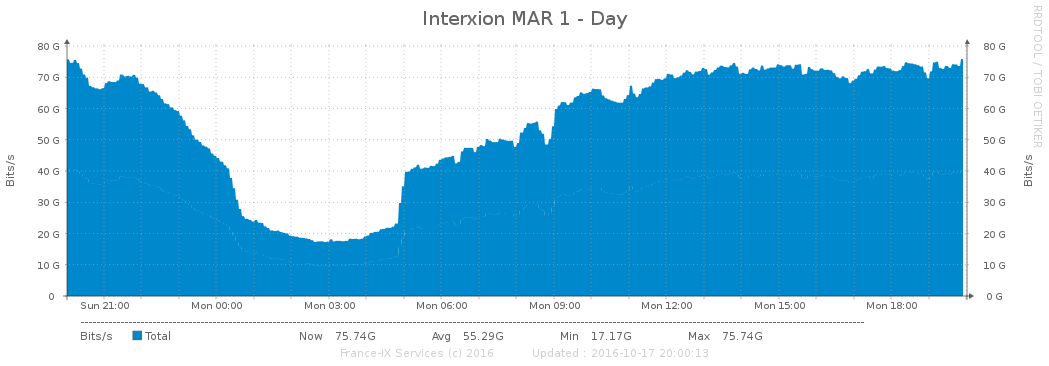 Interxion MAR 1 - Day
RRDTOOL / TOBI OETIKER
Bits/s
Bits/s
80 G 80 G
70 G 70 G
60 G 60 G
50 G 50 G
40 G 40 G
30 G 30 G
20 G 20 G
10 G 10 G
0 0 G
Sun 21:00 Mon 00:00 Mon 03:00 Mon 06:00 Mon 09:00 Mon 12:00 Mon 15:00 Mon 18:00
Bits/s Total Now 75.74G Avg 55.29G Min 17.17G Max 75.74G
France-IX Services (c) 2016 Updated : 2016-10-17 20:00:13